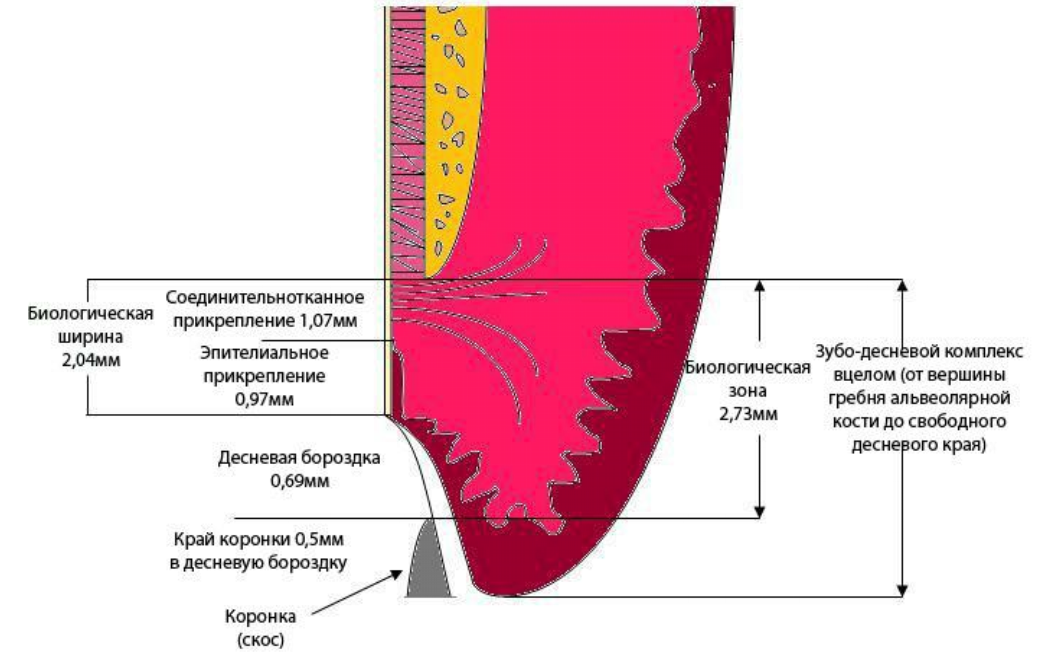 Биологическая
ширина
2,04мм
Соединительнотканное
прикрепление 1,07мм
Эпителиальное
прикрепление
0,97мм
Десневая бороздка
0,69мм
Край коронки 0,5мм
в десневую бороздку
Коронка
(скос)
Биологическая
зона
2,73мм
Зубо-десневой комплекс
вцелом (от вершины
гребня альвеолярной
кости до свободного
десневого края)